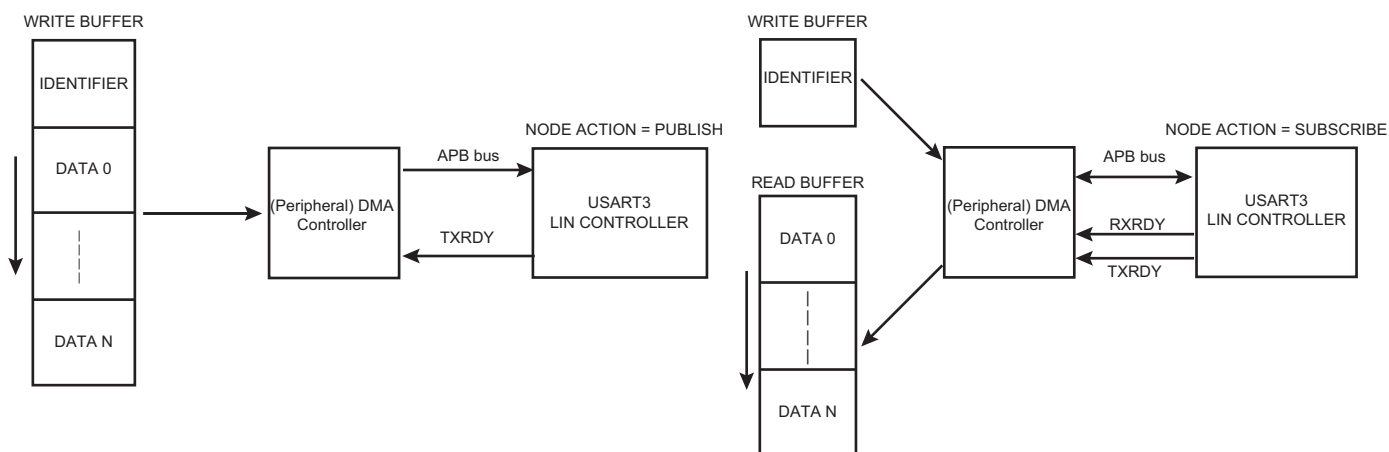 WRITE BUFFER
IDENTIFIER
DATA 0
DATA N
(Peripheral) DMA
Controller
APB bus
TXRDY
NODE ACTION = PUBLISH
USART3
LIN CONTROLLER
WRITE BUFFER
IDENTIFIER
READ BUFFER
DATA 0
DATA N
(Peripheral) DMA
Controller
APB bus
RXRDY
TXRDY
NODE ACTION = SUBSCRIBE
USART3
LIN CONTROLLER